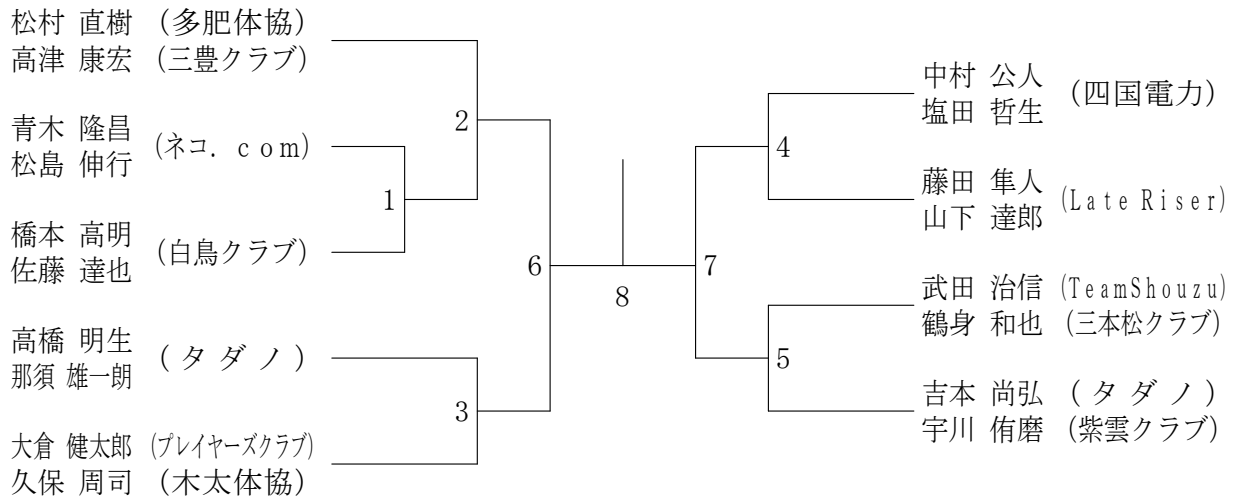 松村 直樹 (多肥体協)
高津 康宏 (三豊クラブ)
青木 隆昌
松島 伸行
(ネコ．ｃｏｍ)
橋本 高明
佐藤 達也
(白鳥クラブ)
高橋 明生
那須 雄一朗
(タダノ)
大倉 健太郎 (プレイヤーズクラブ)
久保 周司 (木太体協)
2
1
6
3
8
中村 公人
塩田 哲生
(四国電力)
藤田 隼人
山下 達郎
(Late Riser)
武田 治信 (TeamShouzu)
鶴身 和也 (三本松クラブ)
吉本 尚弘 (タダノ)
宇川 侑磨 (紫雲クラブ)
4
7
5